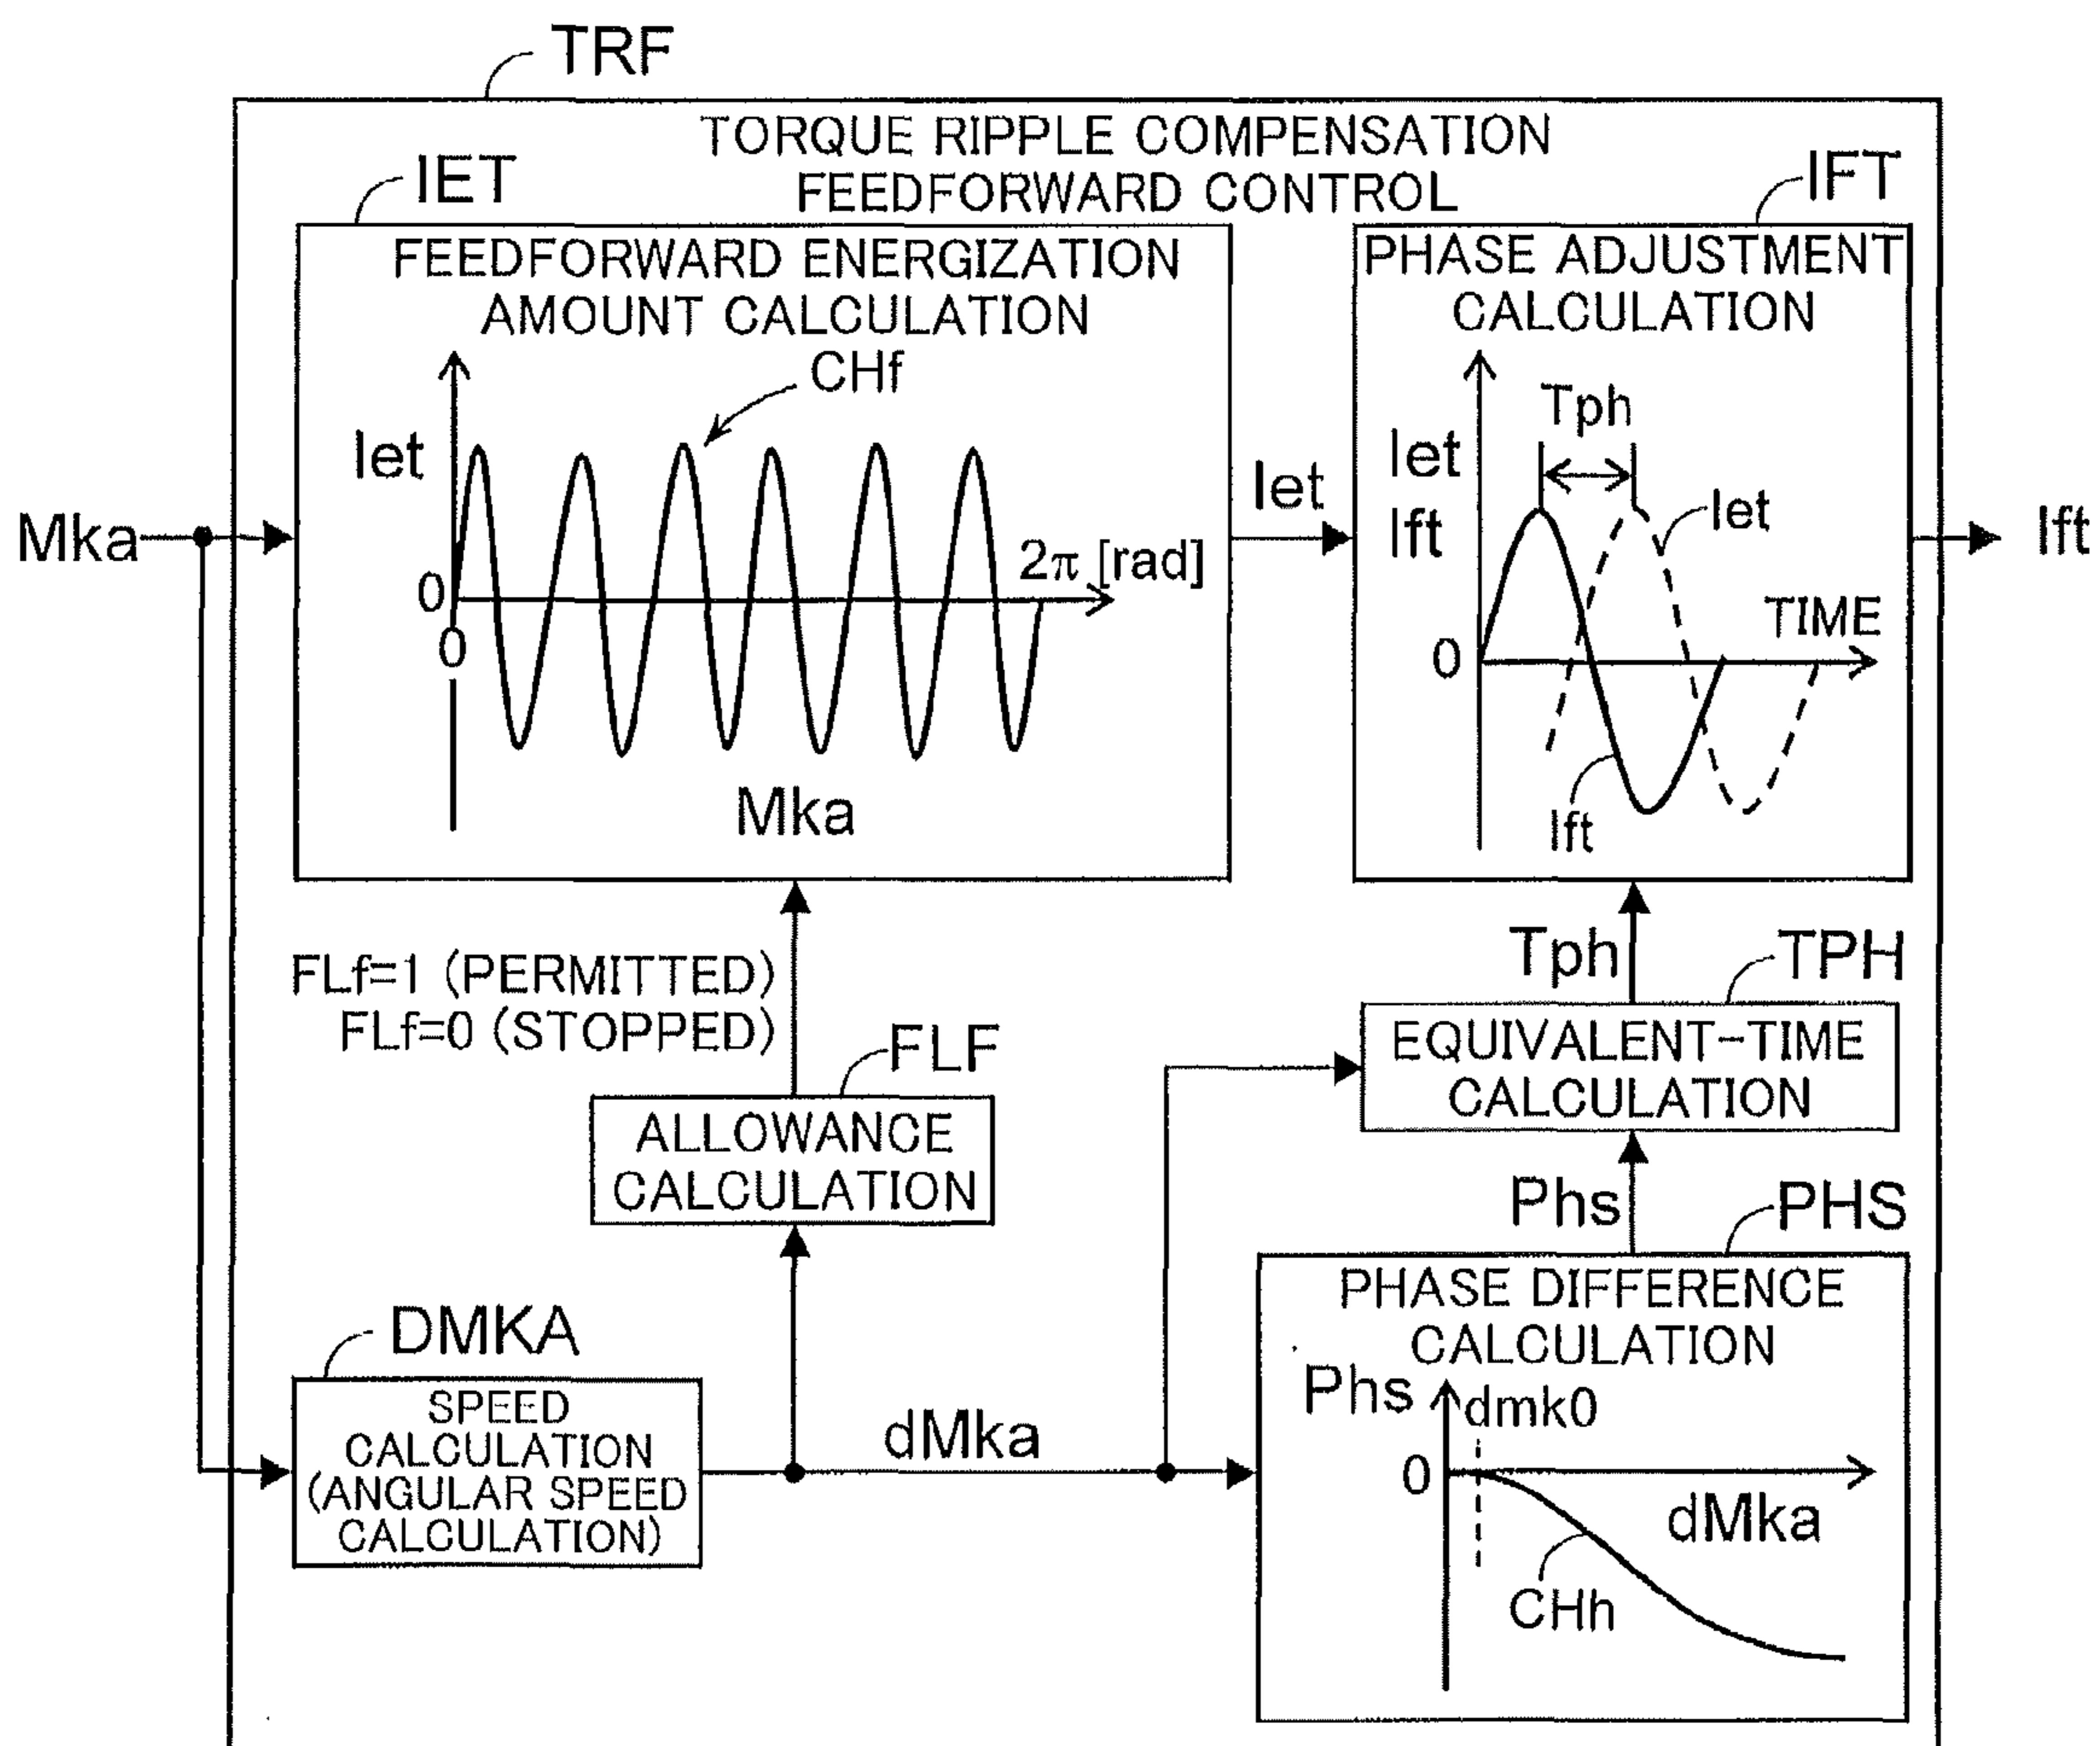 TRF
TORQUE RIPPLE COMPENSATION
FEEDFORWARD CONTROL
IET
FEEDFORWARD ENERGIZATION
AMOUNT CALCULATION
CHf
Iet
0
0
2π [rad]
Mka
Mka
Iet
IFT
PHASE ADJUSTMENT
CALCULATION
Tph
Iet
Ift
Iet
TIME
0
Ift
Ift
FLf=1 (PERMITTED)
FLf=0 (STOPPED)
FLF
ALLOWANCE
CALCULATION
Tph
TPH
EQUIVALENT-TIME
CALCULATION
Phs
PHS
DMKA
SPEED
CALCULATION
(ANGULAR SPEED
CALCULATION)
dMka
PHASE DIFFERENCE
CALCULATION
Phs
dmk0
0
dMka
CHh